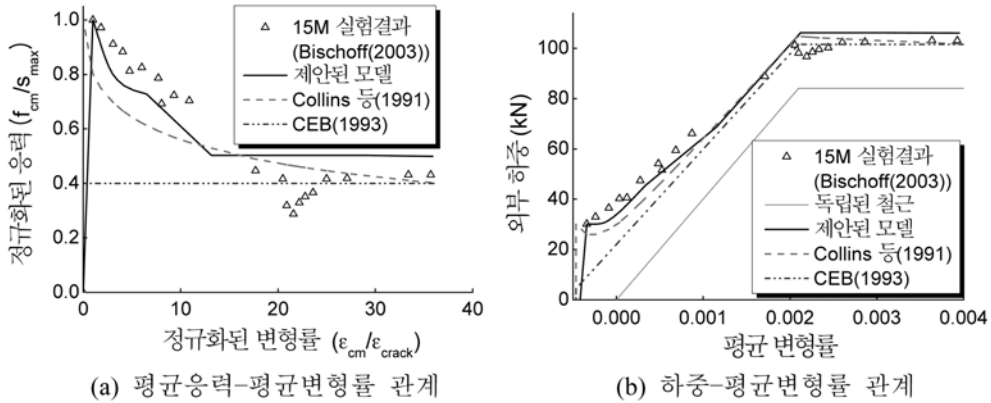 정규화된 응력 (f_cm/s_max)
1.0
0.8
0.6
0.4
0.2
0.0
0 10 20 30 40
정규화된 변형률 (ε_cm/ε_crack)
15M 실험결과
(Bischoff(2003))
제안된 모델
Collins 등(1991)
CEB(1993)
(a) 평균응력-평균변형률 관계
외부 하중 (kN)
100
80
60
40
20
0
0.000 0.001 0.002 0.003 0.004
평균 변형률
15M 실험결과
(Bischoff(2003))
독립된 철근
제안된 모델
Collins 등(1991)
CEB(1993)
(b) 하중-평균변형률 관계